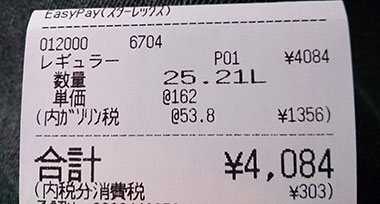 EasyPay(スターレックス)
012000 6704
レギュラー P01 ¥4084
数量 25.21L
単価 @162
(内ガソリン税 @53.8 ¥1356)
合計 ¥4,084
(内税分消費税 ¥303)